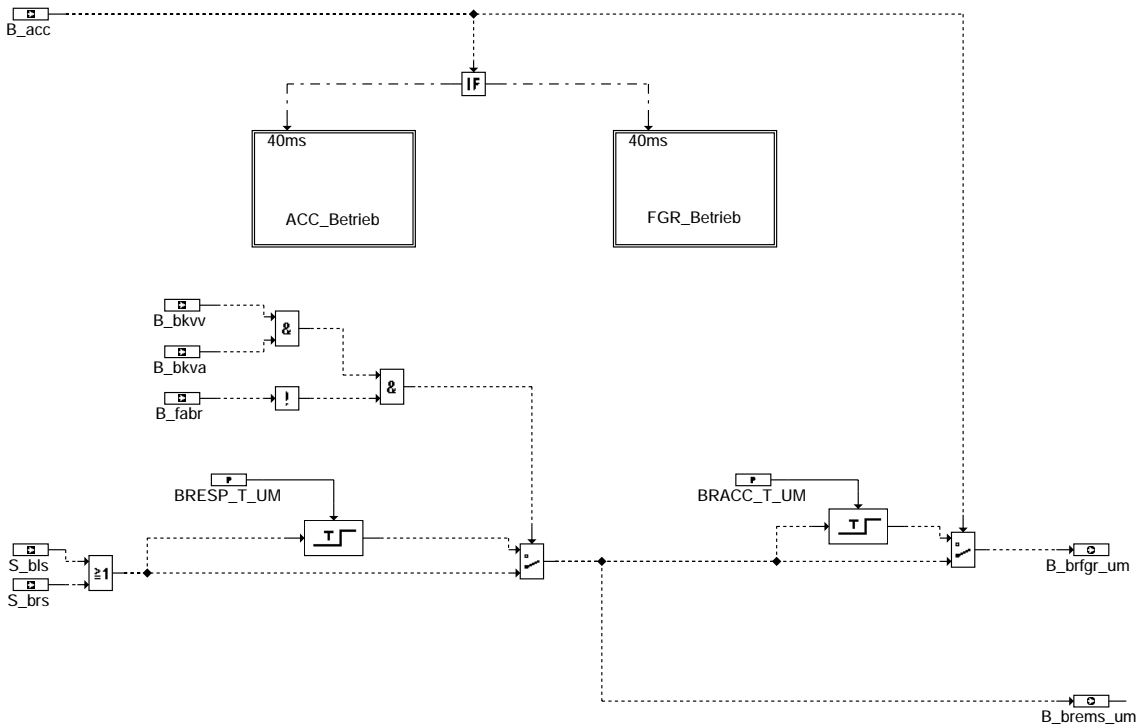 B_acc
IF
40ms
40ms
ACC_Betrieb
FGR_Betrieb
B_bkvv
&
B_bkva
&
B_fabr
!
P
BRESP_T_UM
P
BRACC_T_UM
T
T
S_bls
≥1
S_brs
B_brfgr_um
B_brems_um